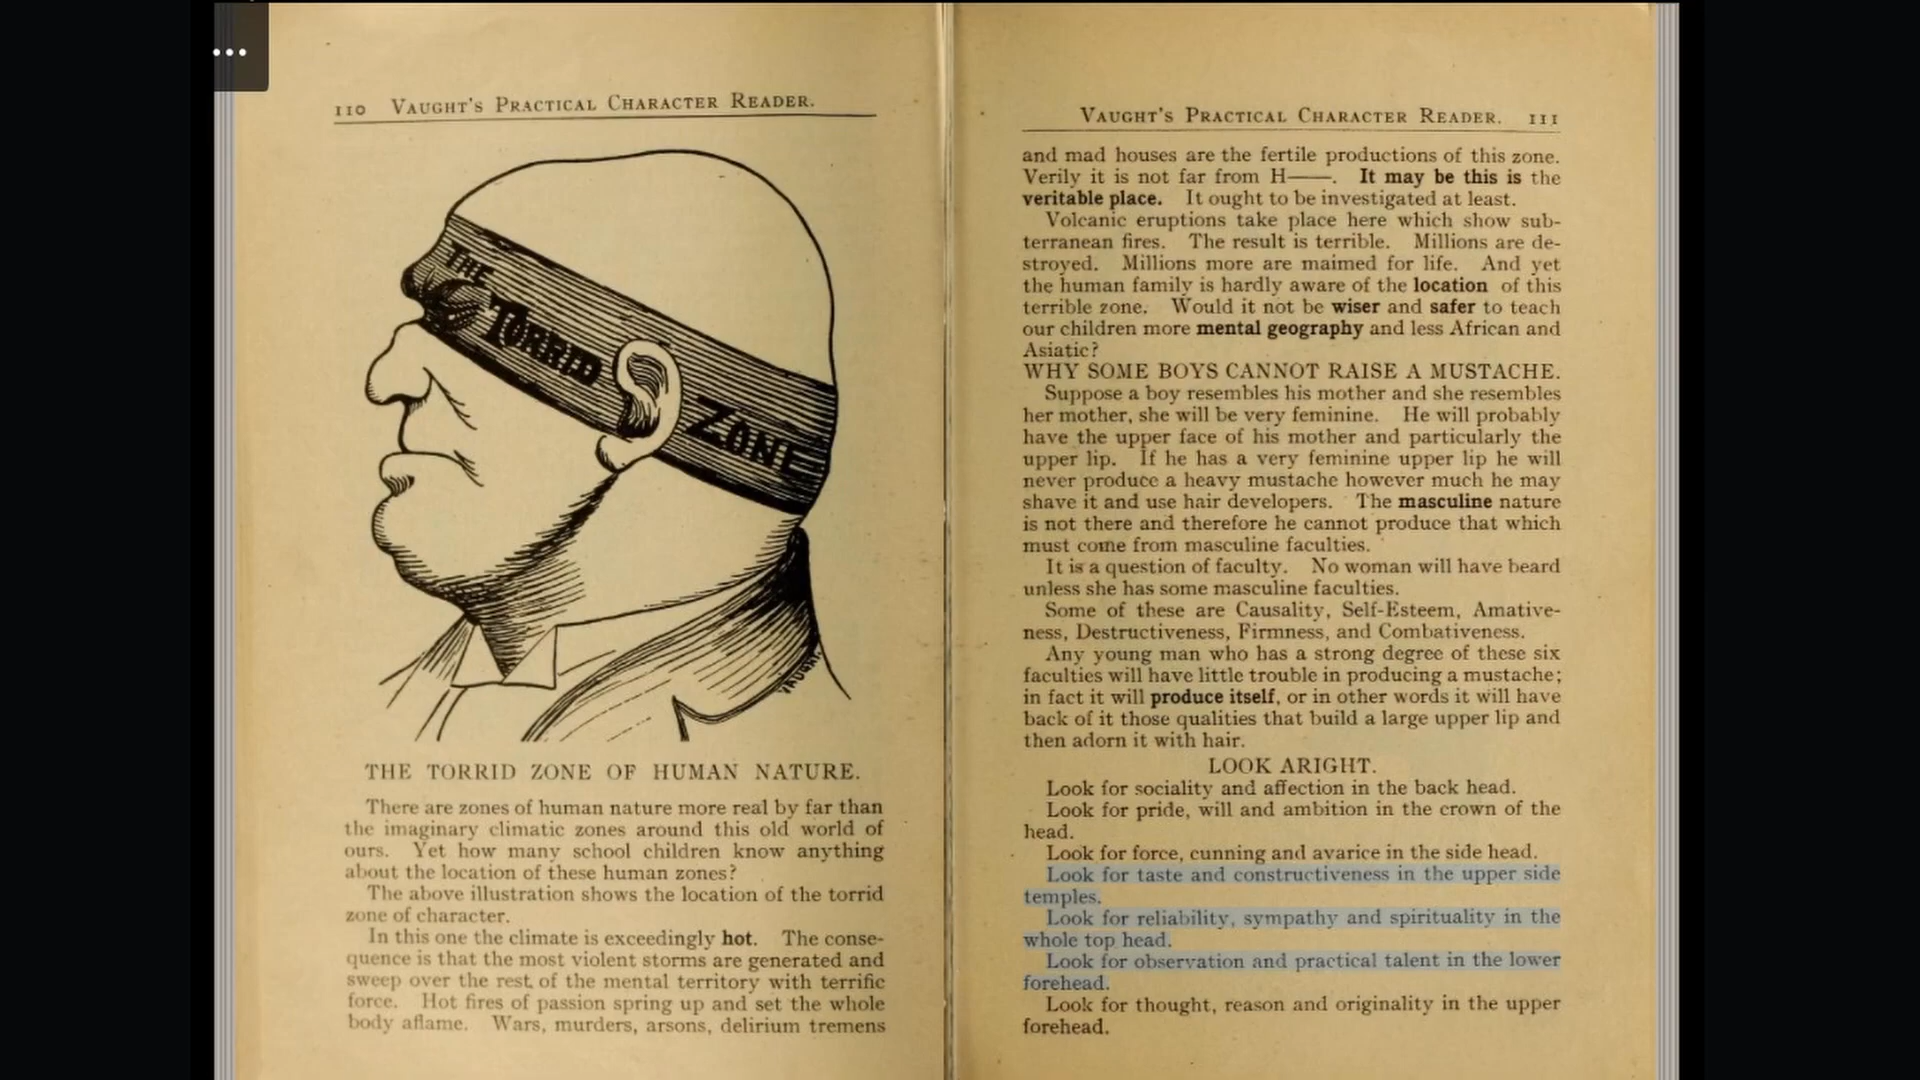 110 VAUGHT'S PRACTICAL CHARACTER READER.
THE
TORRID
ZONE
VAUGHT.
THE TORRID ZONE OF HUMAN NATURE.
There are zones of human nature more real by far than
the imaginary climatic zones around this old world of
ours. Yet how many school children know anything
about the location of these human zones?
The above illustration shows the location of the torrid
zone of character.
In this one the climate is exceedingly hot. The conse-
quence is that the most violent storms are generated and
sweep over the rest of the mental territory with terrific
force. Hot fires of passion spring up and set the whole
body aflame. Wars, murders, arsons, delirium tremens
VAUGHT'S PRACTICAL CHARACTER READER. 111
and mad houses are the fertile productions of this zone.
Verily it is not far from H——. It may be this is the
veritable place. It ought to be investigated at least.
Volcanic eruptions take place here which show sub-
terranean fires. The result is terrible. Millions are de-
stroyed. Millions more are maimed for life. And yet
the human family is hardly aware of the location of this
terrible zone. Would it not be wiser and safer to teach
our children more mental geography and less African and
Asiatic?
WHY SOME BOYS CANNOT RAISE A MUSTACHE.
Suppose a boy resembles his mother and she resembles
her mother, she will be very feminine. He will probably
have the upper face of his mother and particularly the
upper lip. If he has a very feminine upper lip he will
never produce a heavy mustache however much he may
shave it and use hair developers. The masculine nature
is not there and therefore he cannot produce that which
must come from masculine faculties.
It is a question of faculty. No woman will have beard
unless she has some masculine faculties.
Some of these are Causality, Self-Esteem, Amative-
ness, Destructiveness, Firmness, and Combativeness.
Any young man who has a strong degree of these six
faculties will have little trouble in producing a mustache;
in fact it will produce itself, or in other words it will have
back of it those qualities that build a large upper lip and
then adorn it with hair.
LOOK ARIGHT.
Look for sociality and affection in the back head.
Look for pride, will and ambition in the crown of the
head.
Look for force, cunning and avarice in the side head.
Look for taste and constructiveness in the upper side
temples.
Look for reliability, sympathy and spirituality in the
whole top head.
Look for observation and practical talent in the lower
forehead.
Look for thought, reason and originality in the upper
forehead.